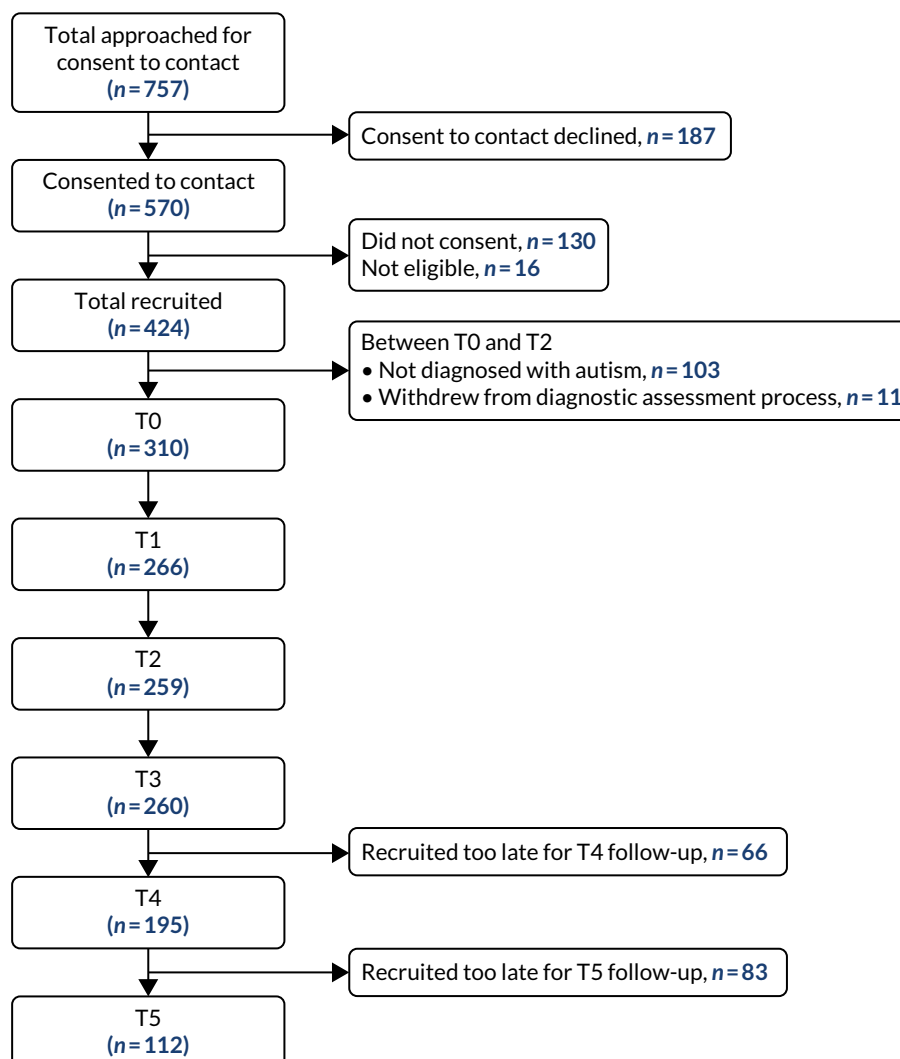 Total approached for
consent to contact
(n=757)
Consent to contact declined, n=187
Consented to contact
(n=570)
Did not consent, n=130
Not eligible, n=16
Total recruited
(n=424)
Between T0 and T2
• Not diagnosed with autism, n=103
• Withdrew from diagnostic assessment process, n=11
T0
(n=310)
T1
(n=266)
T2
(n=259)
T3
(n=260)
Recruited too late for T4 follow-up, n=66
T4
(n=195)
Recruited too late for T5 follow-up, n=83
T5
(n=112)